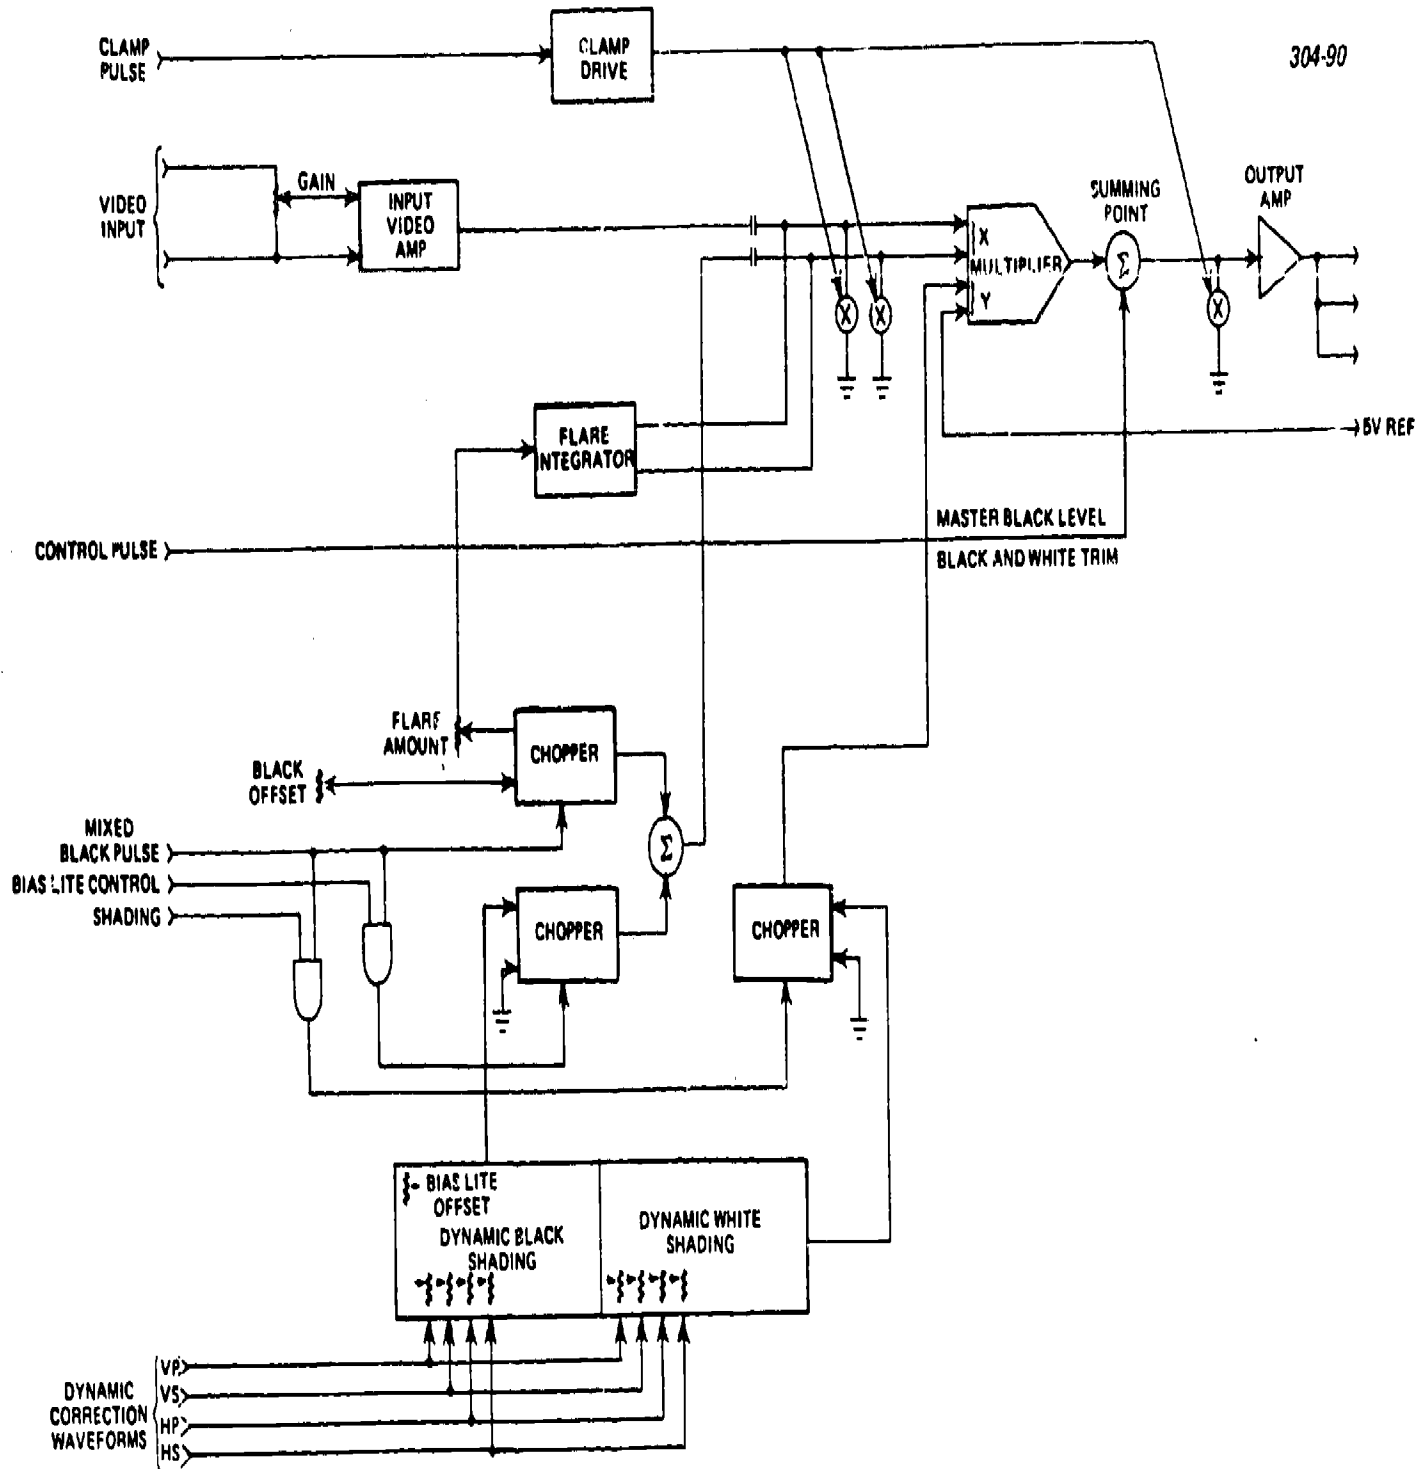 CLAMP
PULSE
CLAMP
DRIVE
304-90
VIDEO
INPUT
GAIN
INPUT
VIDEO
AMP
SUMMING
POINT
OUTPUT
AMP
X
MULTIPLIER
Y
Σ
X
X
X
FLARE
INTEGRATOR
5V REF
CONTROL PULSE
MASTER BLACK LEVEL
BLACK AND WHITE TRIM
FLARE
AMOUNT
CHOPPER
BLACK
OFFSET
MIXED
BLACK PULSE
BIAS LITE CONTROL
SHADING
Σ
CHOPPER
CHOPPER
BIAS LITE
OFFSET
DYNAMIC BLACK
SHADING
DYNAMIC WHITE
SHADING
DYNAMIC
CORRECTION
WAVEFORMS
VP
VS
HP
HS